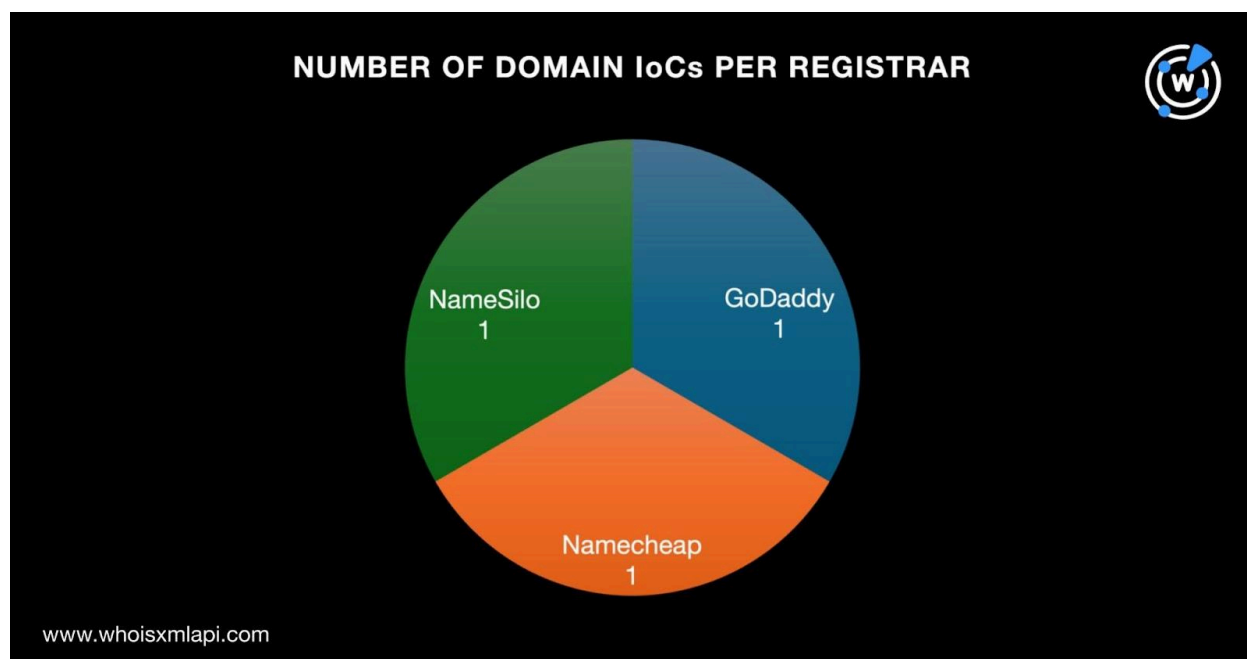 NUMBER OF DOMAIN IoCs PER REGISTRAR
W
NameSilo
1
GoDaddy
1
Namecheap
1
www.whoisxmlapi.com